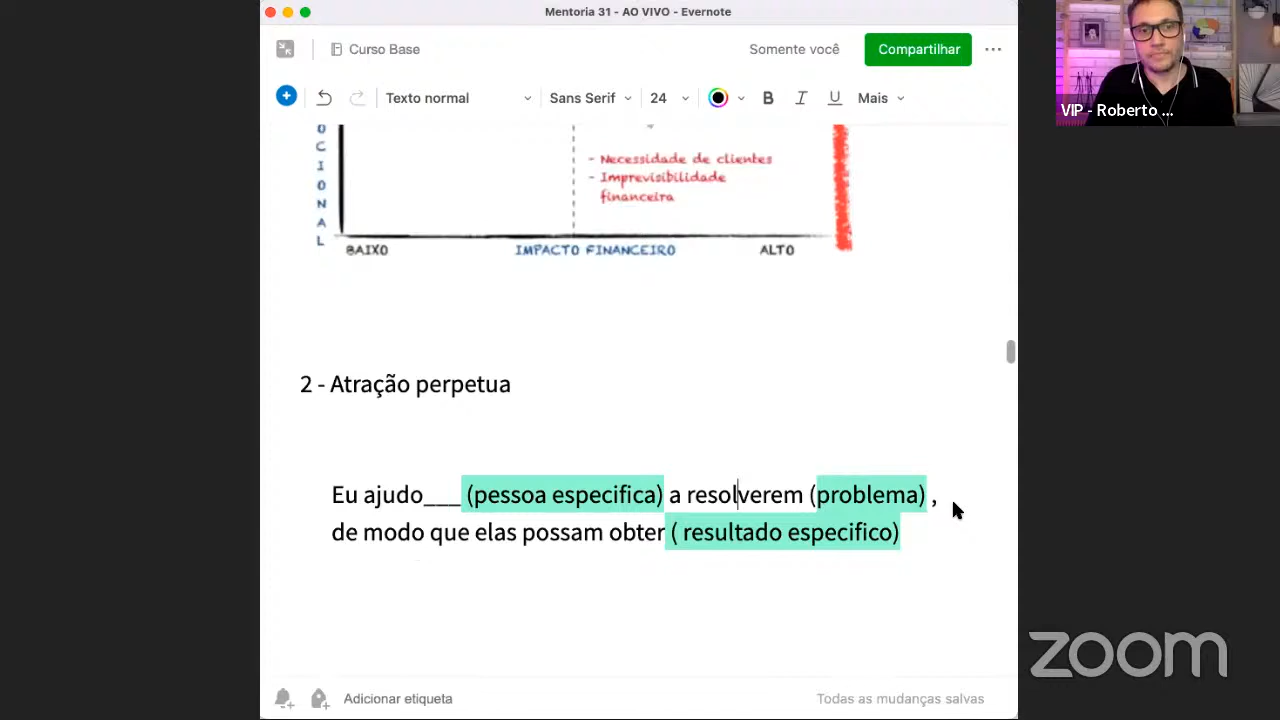 Mentoria 31 - AO VIVO - Evernote
Curso Base
Somente você
Compartilhar
Texto normal
Sans Serif
24
B
I
U
Mais
VIP - Roberto ...
O
C
I
O
N
A
L
- Necessidade de clientes
- Imprevisibilidade
financeira
BAIXO
IMPACTO FINANCEIRO
ALTO
2 - Atração perpetua
Eu ajudo___ (pessoa especifica) a resolverem (problema) ,
de modo que elas possam obter ( resultado especifico)
zoom
Adicionar etiqueta
Todas as mudanças salvas